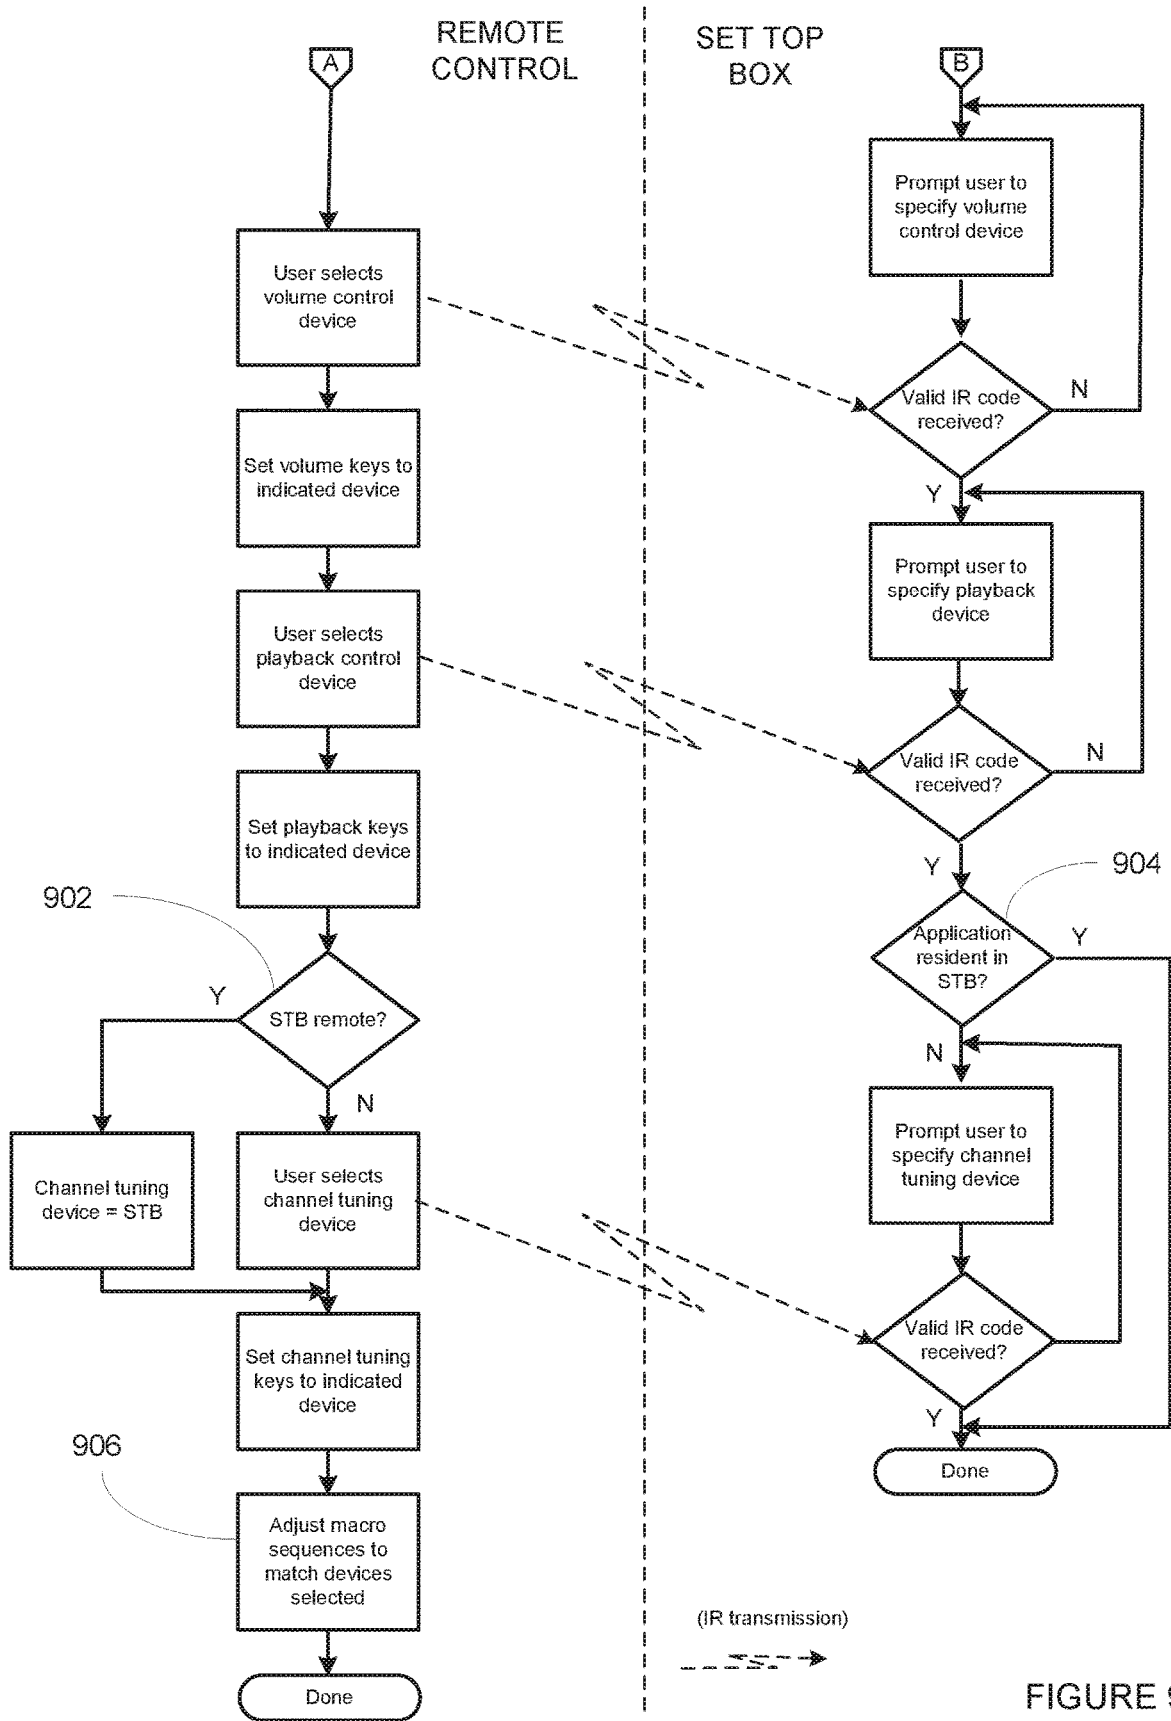 REMOTE
CONTROL
SET TOP
BOX
A
User selects
volume control
device
Set volume keys to
indicated device
User selects
playback control
device
Set playback keys
to indicated device
902
STB remote?
Y
N
Channel tuning
device = STB
User selects
channel tuning
device
Set channel tuning
keys to indicated
device
906
Adjust macro
sequences to
match devices
selected
Done
B
Prompt user to
specify volume
control device
Valid IR code
received?
N
Y
Prompt user to
specify playback
device
Valid IR code
received?
N
Y
904
Application
resident in
STB?
Y
N
Prompt user to
specify channel
tuning device
Valid IR code
received?
Y
Done
(IR transmission)
FIGURE 9